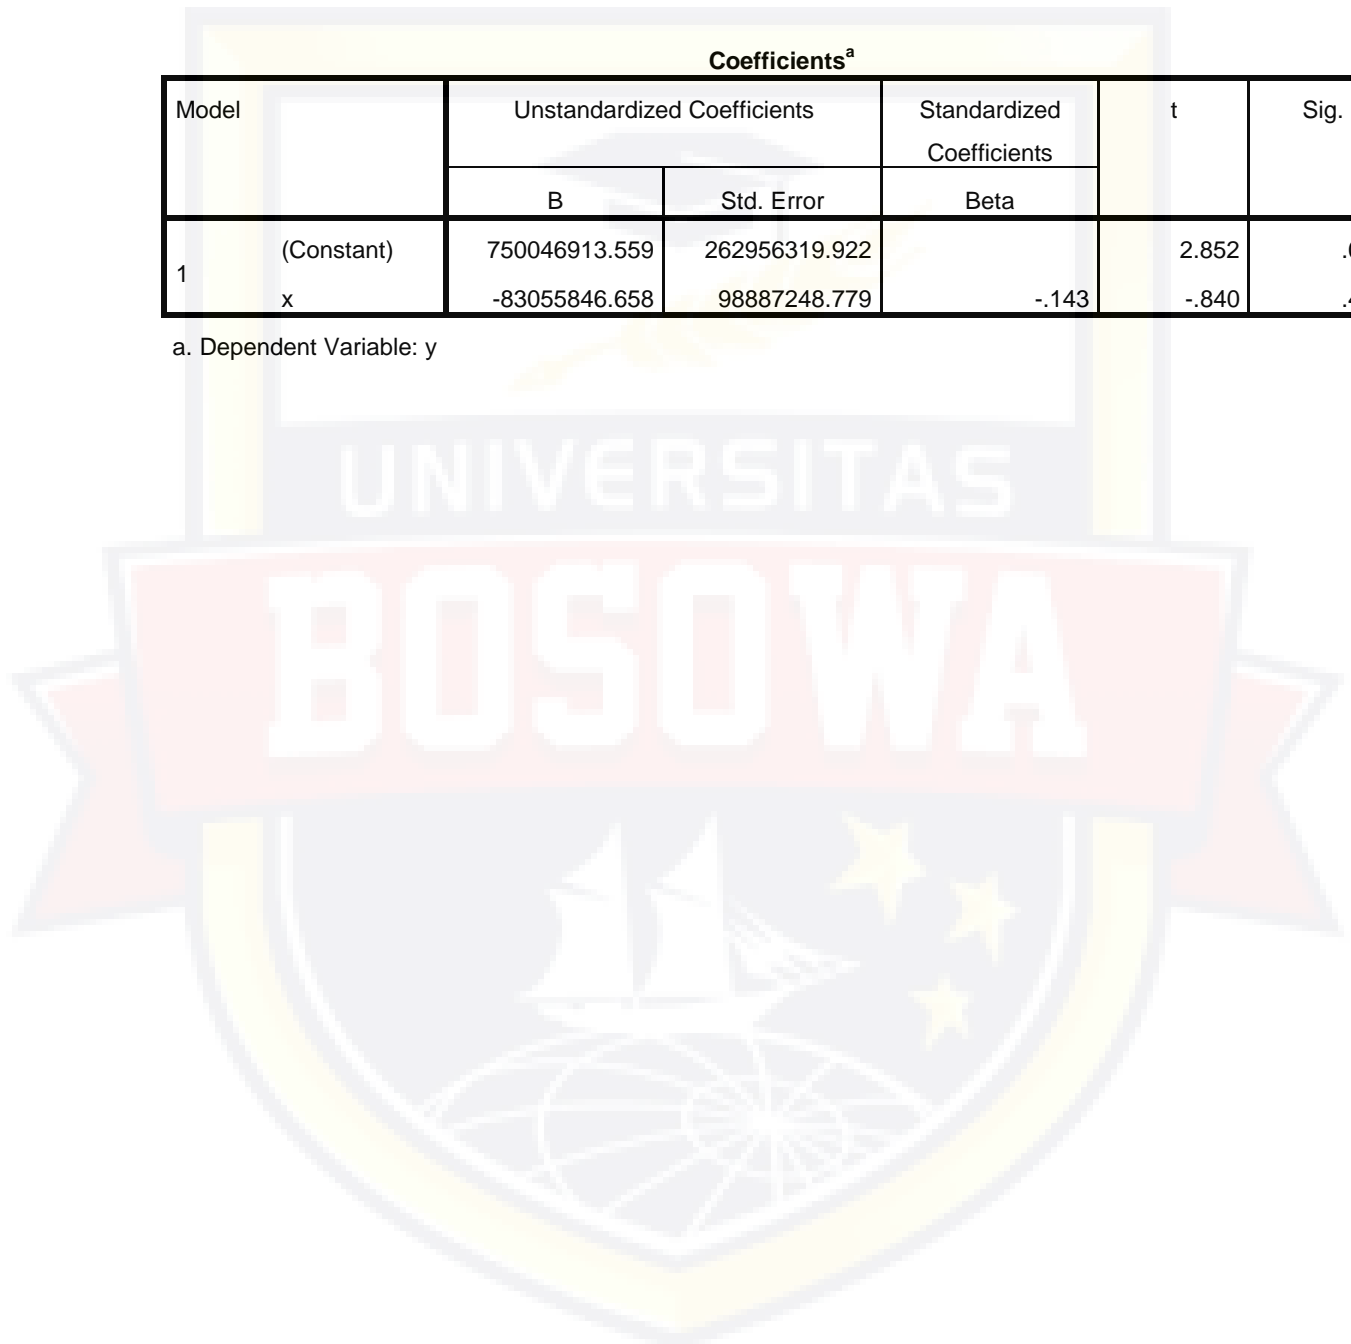 Coefficientsa
Model Unstandardized Coefficients Standardized Coefficients t Sig.
B Std. Error Beta
1 (Constant) 750046913.559 262956319.922 2.852
x -83055846.658 98887248.779 -.143 -.840
a. Dependent Variable: y
UNIVERSITAS
BOSOWA